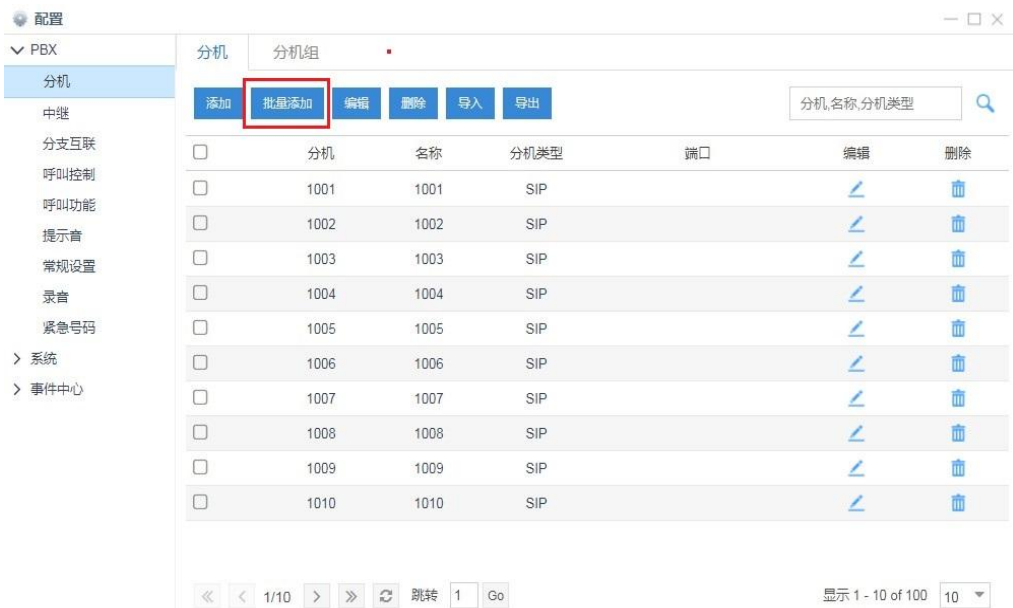 配置
PBX
分机
中继
分支互联
呼叫控制
呼叫功能
提示音
常规设置
录音
紧急号码
系统
事件中心
分机 分机组
添加 批量添加 编辑 删除 导入 导出 分机,名称,分机类型
分机 名称 分机类型 端口 编辑 删除
1001 1001 SIP
1002 1002 SIP
1003 1003 SIP
1004 1004 SIP
1005 1005 SIP
1006 1006 SIP
1007 1007 SIP
1008 1008 SIP
1009 1009 SIP
1010 1010 SIP
1/10 跳转 1 Go 显示 1 - 10 of 100 10